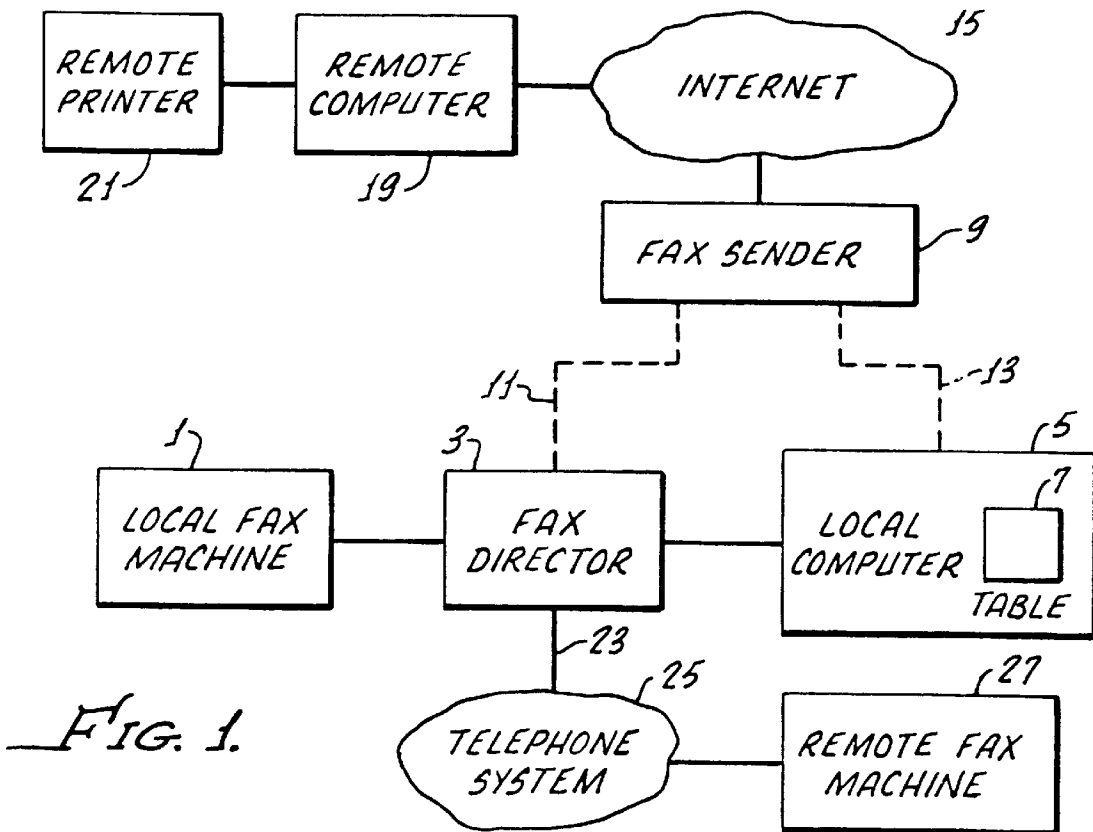 15
REMOTE
PRINTER
REMOTE
COMPUTER
INTERNET
21
19
FAX SENDER
9
11
13
1
3
5
LOCAL FAX
MACHINE
FAX
DIRECTOR
LOCAL
COMPUTER
7
TABLE
23
25
27
TELEPHONE
SYSTEM
REMOTE FAX
MACHINE
FIG. 1.